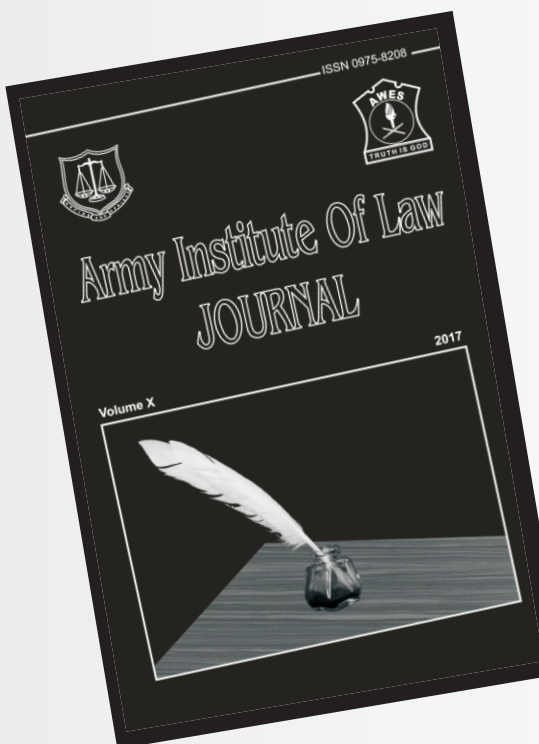 ISSN 0975-8208
AWES
TRUTH IS GOD
Army Institute Of Law
JOURNAL
Volume X
2017